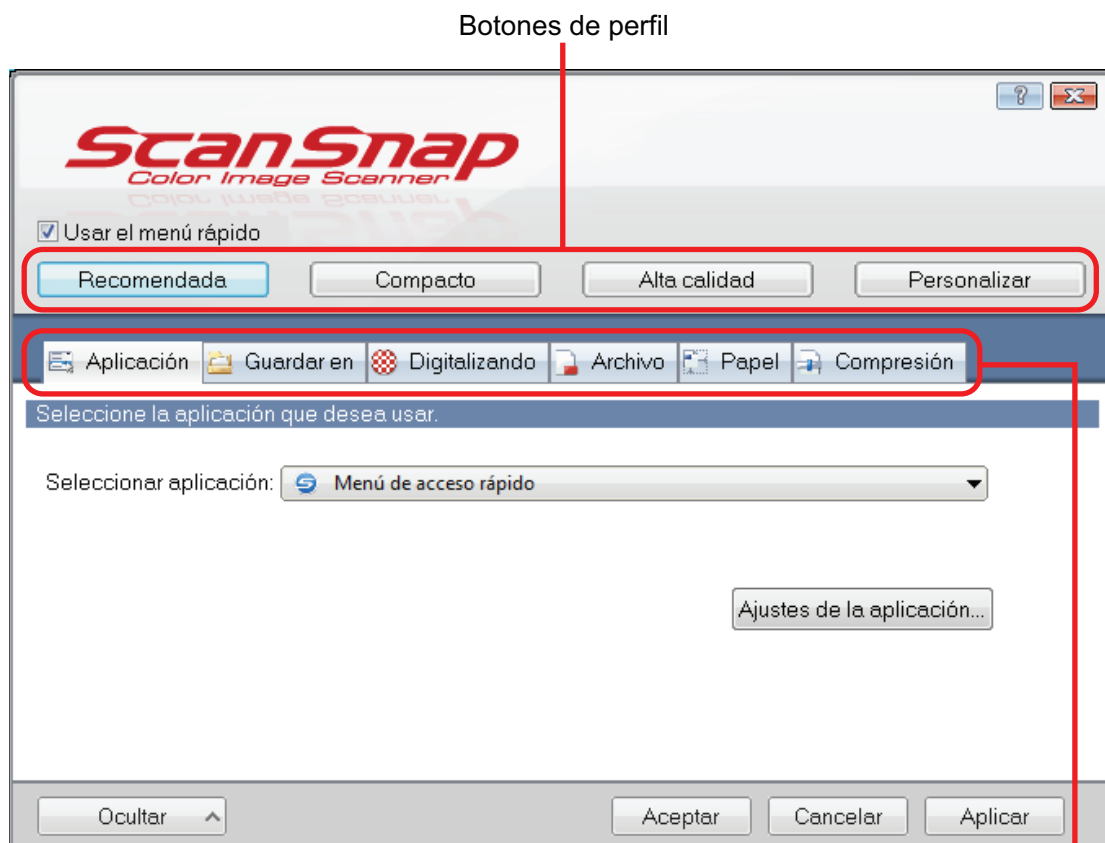 Botones de perfil
?
ScanSnap
Color Image Scanner
Usar el menú rápido
Recomendada Compacto Alta calidad Personalizar
Aplicación Guardar en Digitalizando Archivo Papel Compresión
Seleccione la aplicación que desea usar.
Seleccionar aplicación: Menú de acceso rápido
Ajustes de la aplicación...
Ocultar Aceptar Cancelar Aplicar